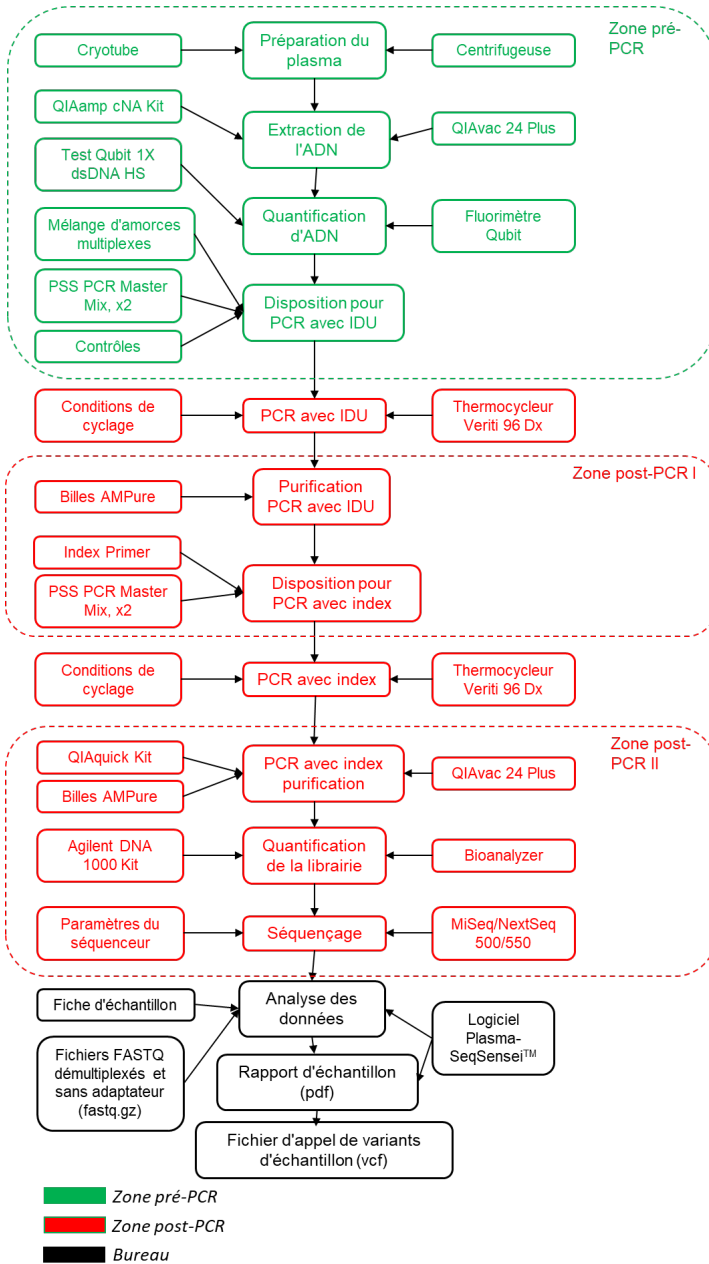 Zone pré-
PCR
Cryotube
Préparation du
plasma
Centrifugeuse
QIAamp cNA Kit
Extraction de
l'ADN
QIAvac 24 Plus
Test Qubit 1X
dsDNA HS
Quantification
d'ADN
Fluorimètre
Qubit
Mélange d'amorces
multiplexes
PSS PCR Master
Mix, x2
Disposition pour
PCR avec IDU
Contrôles
Conditions de
cyclage
PCR avec IDU
Thermocycleur
Veriti 96 Dx
Zone post-PCR I
Billes AMPure
Purification
PCR avec IDU
Index Primer
PSS PCR Master
Mix, x2
Disposition pour
PCR avec index
Conditions de
cyclage
PCR avec index
Thermocycleur
Veriti 96 Dx
Zone post-
PCR II
QIAquick Kit
Billes AMPure
PCR avec index
purification
QIAvac 24 Plus
Agilent DNA
1000 Kit
Quantification
de la librairie
Bioanalyzer
Paramètres du
séquenceur
Séquençage
MiSeq/NextSeq
500/550
Fiche d'échantillon
Analyse des
données
Logiciel
Plasma-
SeqSensei™
Fichiers FASTQ
démultiplexés et
sans adaptateur
(fastq.gz)
Rapport d'échantillon
(pdf)
Fichier d'appel de variants
d'échantillon (vcf)
Zone pré-PCR
Zone post-PCR
Bureau